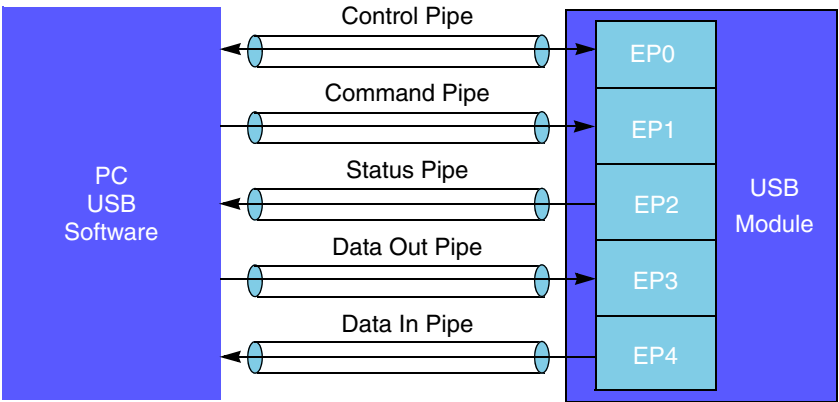 Control Pipe
EP0
Command Pipe
EP1
Status Pipe
EP2
Data Out Pipe
EP3
Data In Pipe
EP4
PC
USB
Software
USB
Module